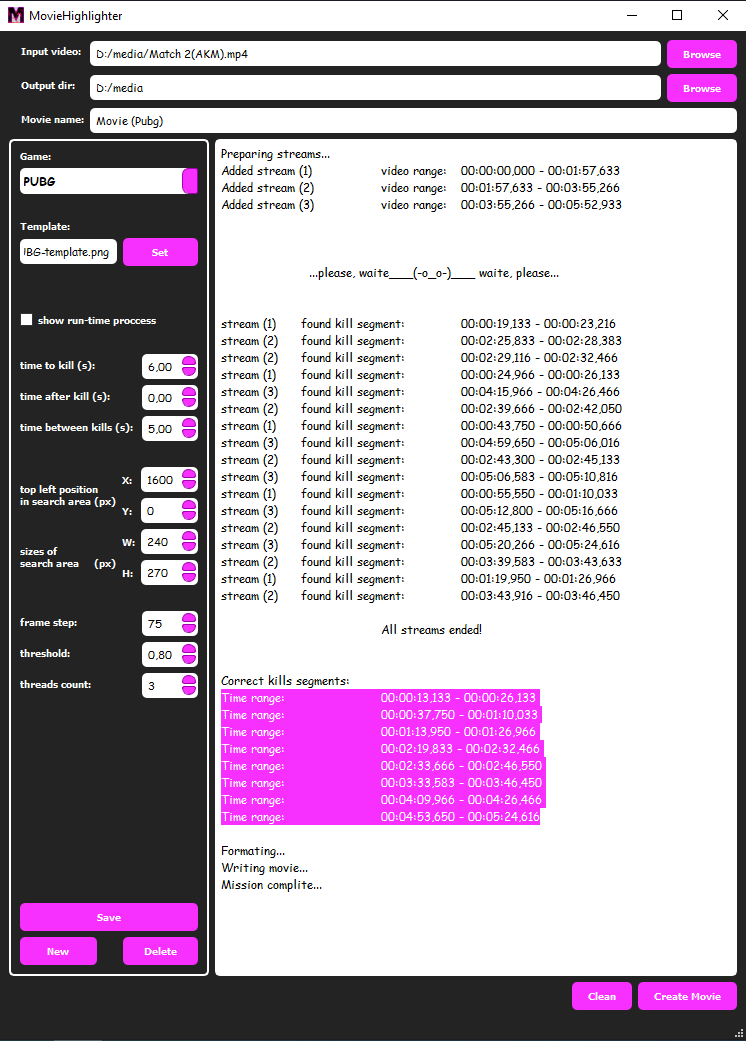 MovieHighlighter
Input video: D:/media/Match 2(AKM).mp4 Browse
Output dir: D:/media Browse
Movie name: Movie (Pubg)
Game:
PUBG
Template:
BG-template.png Set
show run-time proccess
time to kill (s): 6,00
time after kill (s): 0,00
time between kills (s): 5,00
top left position
in search area (px)
X: 1600
Y: 0
sizes of
search area (px)
W: 240
H: 270
frame step: 75
threshold: 0,80
threads count: 3
Save
New Delete
Preparing streams...
Added stream (1) video range: 00:00:00,000 - 00:01:57,633
Added stream (2) video range: 00:01:57,633 - 00:03:55,266
Added stream (3) video range: 00:03:55,266 - 00:05:52,933
...please, waite___(-o_o-)___ waite, please...
stream (1) found kill segment: 00:00:19,133 - 00:00:23,216
stream (2) found kill segment: 00:02:25,833 - 00:02:28,383
stream (2) found kill segment: 00:02:29,116 - 00:02:32,466
stream (1) found kill segment: 00:00:24,966 - 00:00:26,133
stream (3) found kill segment: 00:04:15,966 - 00:04:26,466
stream (2) found kill segment: 00:02:39,666 - 00:02:42,050
stream (1) found kill segment: 00:00:43,750 - 00:00:50,666
stream (3) found kill segment: 00:04:59,650 - 00:05:06,016
stream (2) found kill segment: 00:02:43,300 - 00:02:45,133
stream (3) found kill segment: 00:05:06,583 - 00:05:10,816
stream (1) found kill segment: 00:00:55,550 - 00:01:10,033
stream (3) found kill segment: 00:05:12,800 - 00:05:16,666
stream (2) found kill segment: 00:02:45,133 - 00:02:46,550
stream (3) found kill segment: 00:05:20,266 - 00:05:24,616
stream (2) found kill segment: 00:03:39,583 - 00:03:43,633
stream (1) found kill segment: 00:01:19,950 - 00:01:26,966
stream (2) found kill segment: 00:03:43,916 - 00:03:46,450
All streams ended!
Correct kills segments:
Time range: 00:00:13,133 - 00:00:26,133
Time range: 00:00:37,750 - 00:01:10,033
Time range: 00:01:13,950 - 00:01:26,966
Time range: 00:02:19,833 - 00:02:32,466
Time range: 00:02:33,666 - 00:02:46,550
Time range: 00:03:33,583 - 00:03:46,450
Time range: 00:04:09,966 - 00:04:26,466
Time range: 00:04:53,650 - 00:05:24,616
Formating...
Writing movie...
Mission complite...
Clean Create Movie